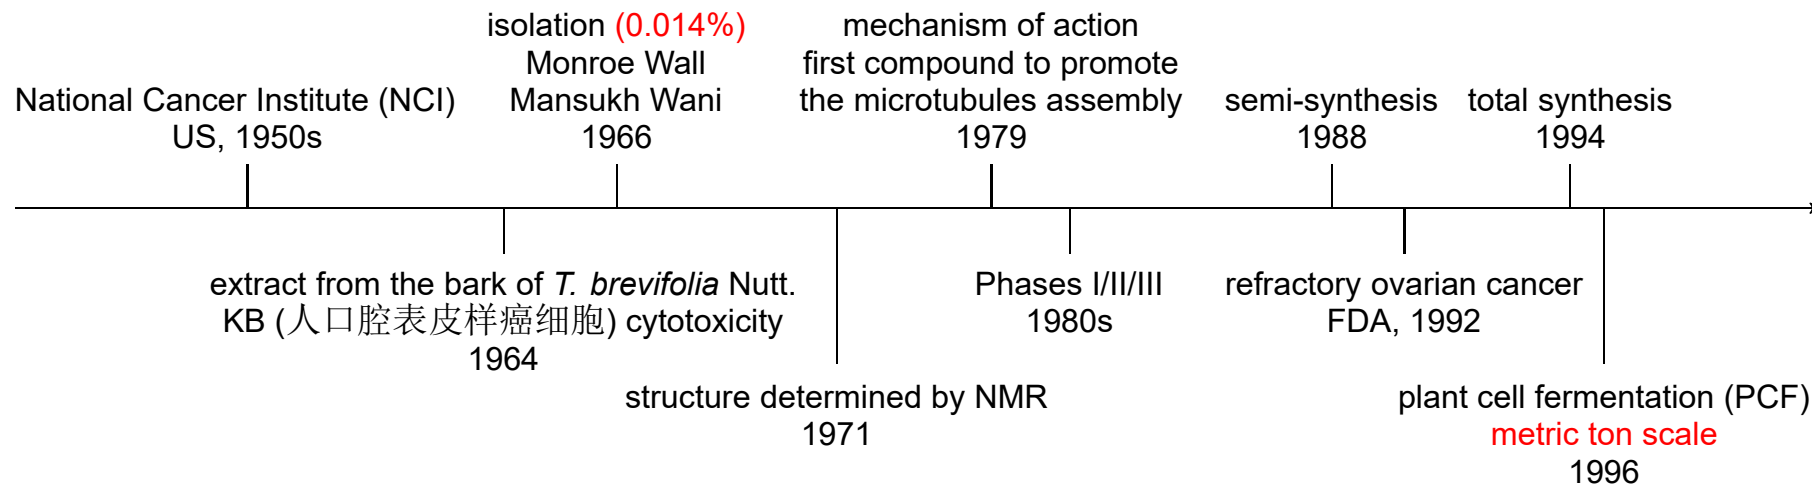 National Cancer Institute (NCI)
US, 1950s
isolation (0.014%)
Monroe Wall
Mansukh Wani
1966
mechanism of action
first compound to promote
the microtubules assembly
1979
semi-synthesis
1988
total synthesis
1994
extract from the bark of T. brevifolia Nutt.
KB (人口腔表皮样癌细胞) cytotoxicity
1964
structure determined by NMR
1971
Phases I/II/III
1980s
refractory ovarian cancer
FDA, 1992
plant cell fermentation (PCF)
metric ton scale
1996